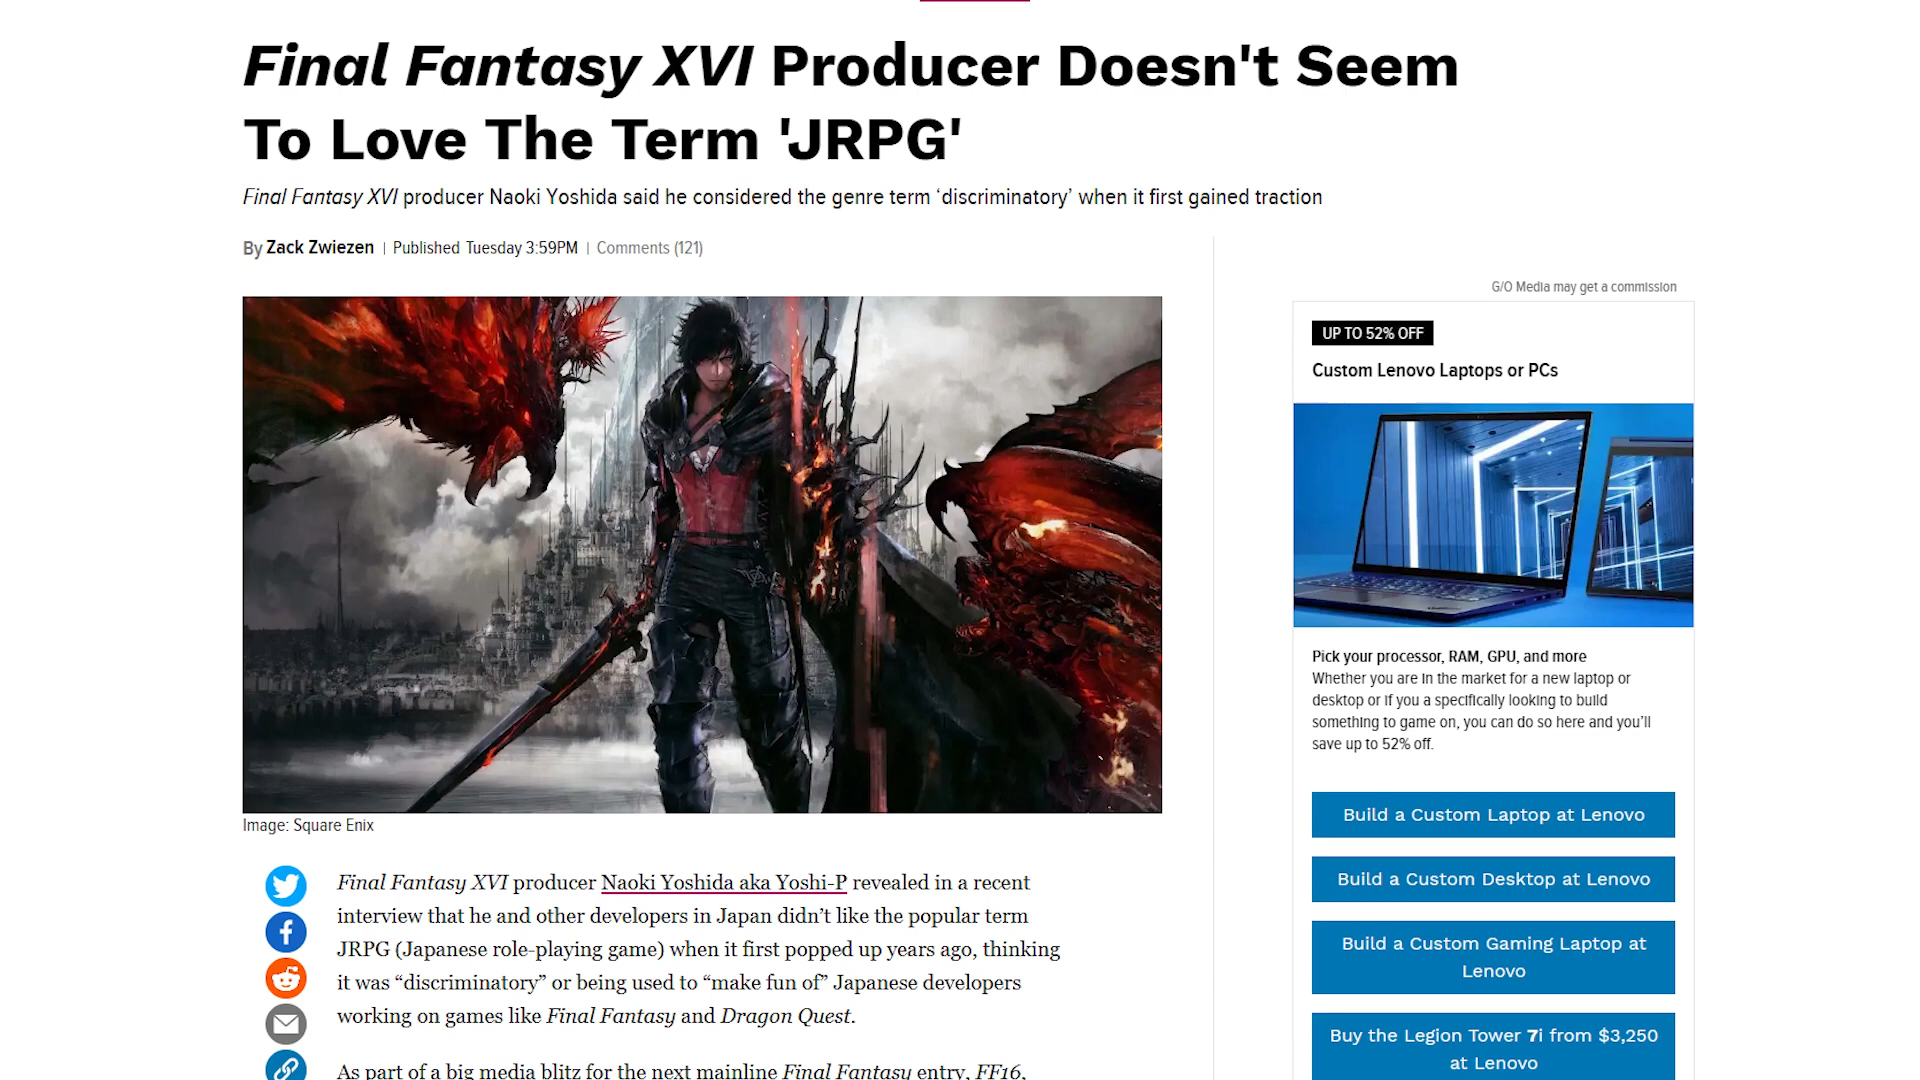 Final Fantasy XVI Producer Doesn't Seem
To Love The Term 'JRPG'
Final Fantasy XVI producer Naoki Yoshida said he considered the genre term ‘discriminatory’ when it first gained traction
By Zack Zwiezen | Published Tuesday 3:59PM | Comments (121)
Image: Square Enix
Final Fantasy XVI producer Naoki Yoshida aka Yoshi-P revealed in a recent
interview that he and other developers in Japan didn’t like the popular term
JRPG (Japanese role-playing game) when it first popped up years ago, thinking
it was “discriminatory” or being used to “make fun of” Japanese developers
working on games like Final Fantasy and Dragon Quest.
As part of a big media blitz for the next mainline Final Fantasy entry, FF16,
G/O Media may get a commission
UP TO 52% OFF
Custom Lenovo Laptops or PCs
Pick your processor, RAM, GPU, and more
Whether you are in the market for a new laptop or
desktop or if you a specifically looking to build
something to game on, you can do so here and you’ll
save up to 52% off.
Build a Custom Laptop at Lenovo
Build a Custom Desktop at Lenovo
Build a Custom Gaming Laptop at
Lenovo
Buy the Legion Tower 7i from $3,250
at Lenovo